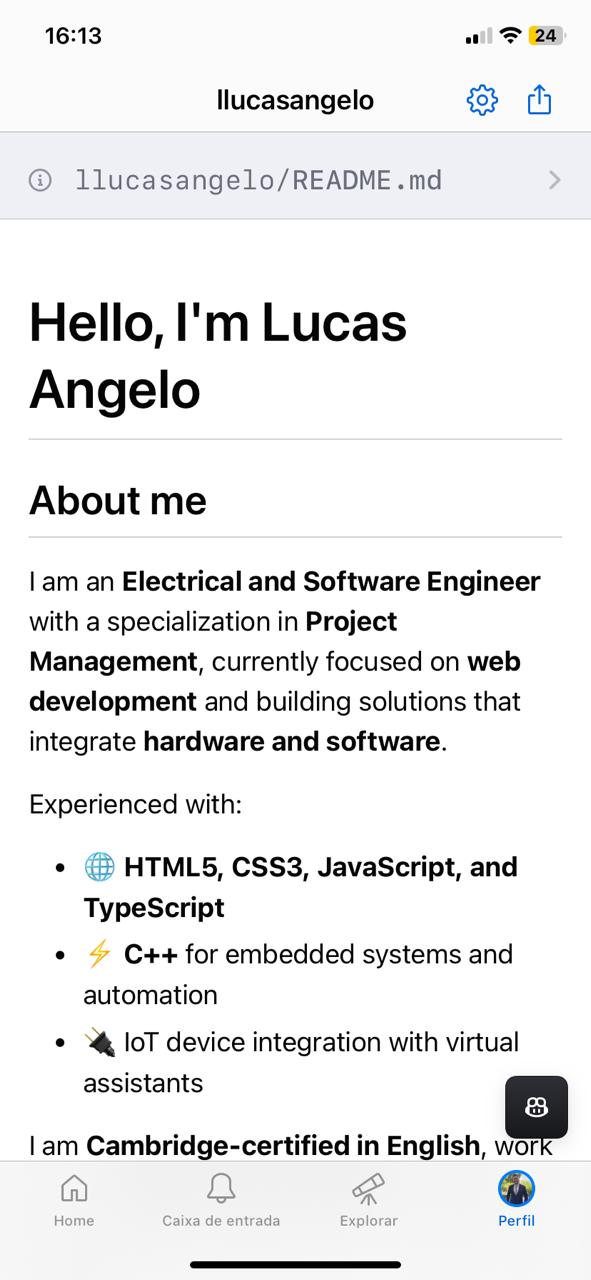 16:13
24
llucasangelo
llucasangelo/README.md
Hello, I'm Lucas
Angelo
About me
I am an Electrical and Software Engineer
with a specialization in Project
Management, currently focused on web
development and building solutions that
integrate hardware and software.
Experienced with:
• 🌐 HTML5, CSS3, JavaScript, and
TypeScript
• ⚡ C++ for embedded systems and
automation
• 🔌 IoT device integration with virtual
assistants
I am Cambridge-certified in English, work
Home
Caixa de entrada
Explorar
Perfil